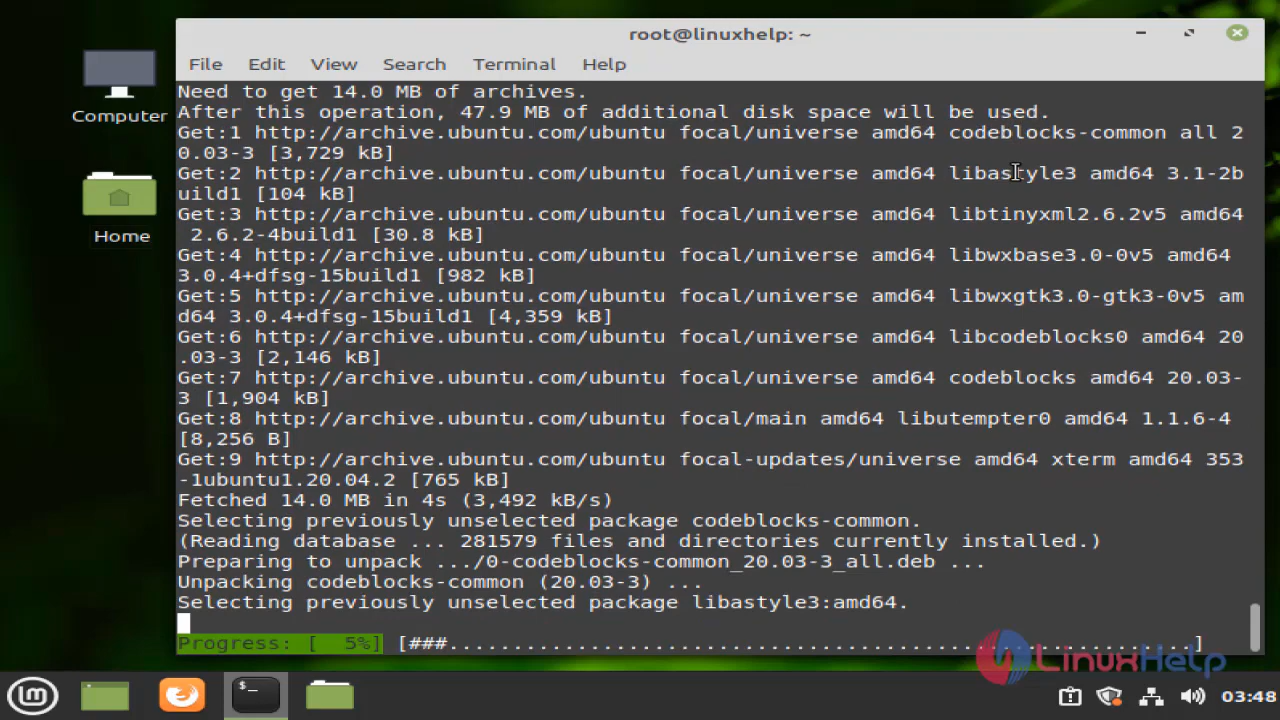 root@linuxhelp: ~
File Edit View Search Terminal Help
Computer
Home
Need to get 14.0 MB of archives.
After this operation, 47.9 MB of additional disk space will be used.
Get:1 http://archive.ubuntu.com/ubuntu focal/universe amd64 codeblocks-common all 2
0.03-3 [3,729 kB]
Get:2 http://archive.ubuntu.com/ubuntu focal/universe amd64 libastyle3 amd64 3.1-2b
uild1 [104 kB]
Get:3 http://archive.ubuntu.com/ubuntu focal/universe amd64 libtinyxml2.6.2v5 amd64
 2.6.2-4build1 [30.8 kB]
Get:4 http://archive.ubuntu.com/ubuntu focal/universe amd64 libwxbase3.0-0v5 amd64
3.0.4+dfsg-15build1 [982 kB]
Get:5 http://archive.ubuntu.com/ubuntu focal/universe amd64 libwxgtk3.0-gtk3-0v5 am
d64 3.0.4+dfsg-15build1 [4,359 kB]
Get:6 http://archive.ubuntu.com/ubuntu focal/universe amd64 libcodeblocks0 amd64 20
.03-3 [2,146 kB]
Get:7 http://archive.ubuntu.com/ubuntu focal/universe amd64 codeblocks amd64 20.03-
3 [1,904 kB]
Get:8 http://archive.ubuntu.com/ubuntu focal/main amd64 libutempter0 amd64 1.1.6-4
[8,256 B]
Get:9 http://archive.ubuntu.com/ubuntu focal-updates/universe amd64 xterm amd64 353
-1ubuntu1.20.04.2 [765 kB]
Fetched 14.0 MB in 4s (3,492 kB/s)
Selecting previously unselected package codeblocks-common.
(Reading database ... 281579 files and directories currently installed.)
Preparing to unpack .../0-codeblocks-common_20.03-3_all.deb ...
Unpacking codeblocks-common (20.03-3) ...
Selecting previously unselected package libastyle3:amd64.
Progress: [  5%] [###..........................................................]
LinuxHelp
03:48